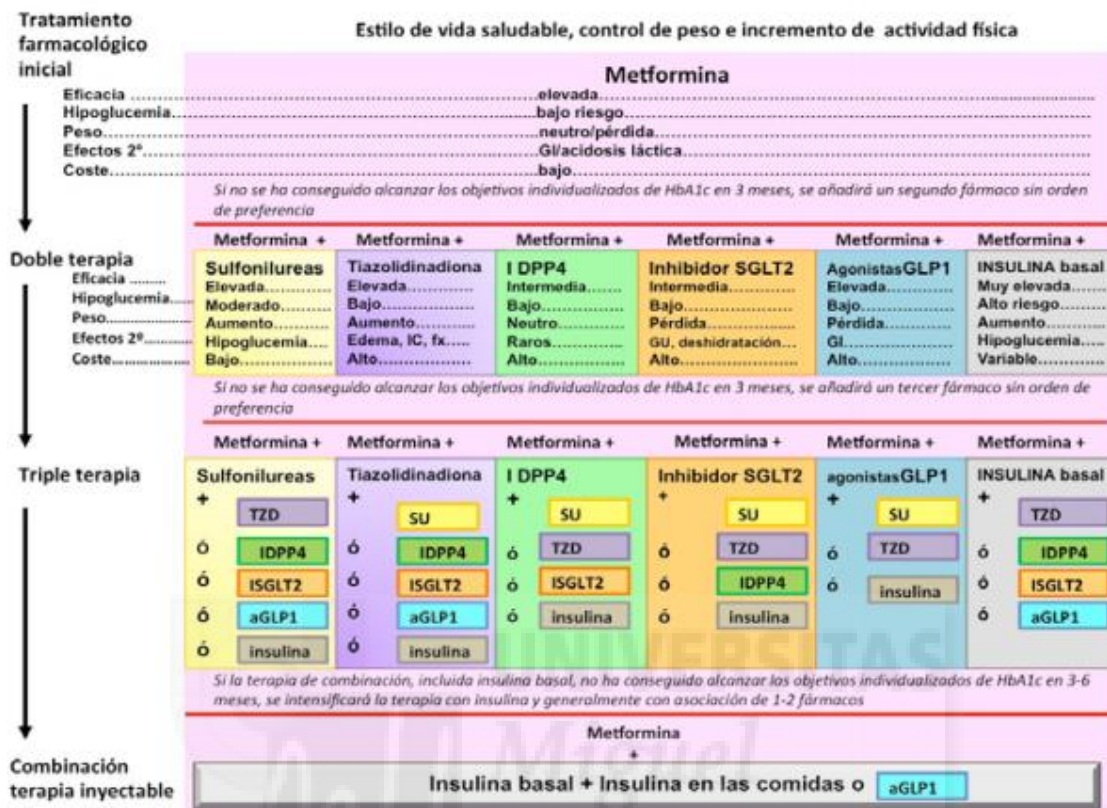 Tratamiento
farmacológico
inicial
Estilo de vida saludable, control de peso e incremento de actividad física
Metformina
Eficacia ..........elevada..........
Hipoglucemia..........bajo riesgo..........
Peso..........neutro/pérdida..........
Efectos 2º..........GI/acidosis láctica..........
Coste ..........bajo..........
Si no se ha conseguido alcanzar los objetivos individualizados de HbA1c en 3 meses, se añadirá un segundo fármaco sin orden
de preferencia
Doble terapia
Eficacia .........
Hipoglucemia......
Peso..........
Efectos 2º.........
Coste..............
Metformina +
Sulfonilureas
Elevada............
Moderado..........
Aumento...........
Hipoglucemia.....
Bajo................
Metformina +
Tiazolidinadiona
Elevada............
Bajo................
Aumento...........
Edema, IC, fx.....
Alto................
Metformina +
I DPP4
Intermedia.........
Bajo................
Neutro..............
Raros...............
Alto................
Metformina +
Inhibidor SGLT2
Intermedia.........
Bajo................
Pérdida............
GU, deshidratación...
Alto................
Metformina +
AgonistasGLP1
Elevada............
Bajo................
Pérdida............
GI..................
Alto................
Metformina +
INSULINA basal
Muy elevada
Alto riesgo
Aumento..........
Hipoglucemia.....
Variable..........
Si no se ha conseguido alcanzar los objetivos individualizados de HbA1c en 3 meses, se añadirá un tercer fármaco sin orden de
preferencia
Triple terapia
Metformina +
Sulfonilureas
+
TZD
ó IDPP4
ó ISGLT2
ó aGLP1
ó insulina
Metformina +
Tiazolidinadiona
+
SU
ó IDPP4
ó ISGLT2
ó aGLP1
ó insulina
Metformina +
I DPP4
+
SU
ó TZD
ó ISGLT2
ó insulina
Metformina +
Inhibidor SGLT2
+
SU
ó TZD
ó IDPP4
ó insulina
Metformina +
agonistasGLP1
+
SU
ó TZD
ó insulina
Metformina +
INSULINA basal
+
TZD
ó IDPP4
ó ISGLT2
ó aGLP1
UNIVERSITAS
Si la terapia de combinación, incluida insulina basal, no ha conseguido alcanzar los objetivos individualizados de HbA1c en 3-6
meses, se intensificará la terapia con insulina y generalmente con asociación de 1-2 fármacos
Miguel
Combinación
terapia inyectable
Metformina
+
Insulina basal + Insulina en las comidas o aGLP1